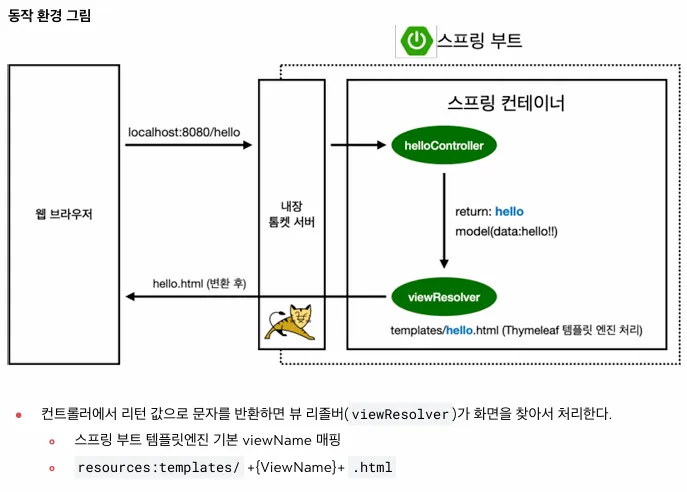 동작 환경 그림
스프링 부트
스프링 컨테이너
localhost:8080/hello
helloController
웹 브라우저
내장
톰켓 서버
return: hello
model(data:hello!!)
hello.html (변환 후)
viewResolver
templates/hello.html (Thymeleaf 템플릿 엔진 처리)
컨트롤러에서 리턴 값으로 문자를 반환하면 뷰 리졸버( viewResolver )가 화면을 찾아서 처리한다.
스프링 부트 템플릿엔진 기본 viewName 매핑
resources:templates/ +{ViewName}+ .html